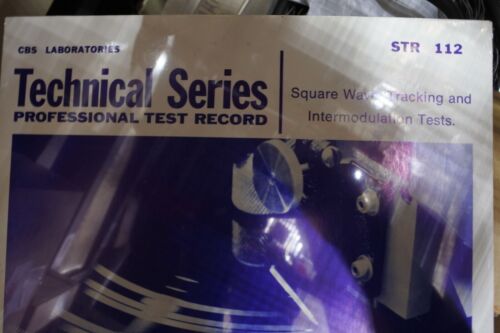 CBS LABORATORIES
STR 112
Technical Series
PROFESSIONAL TEST RECORD
Square Wave, Tracking and
Intermodulation Tests.